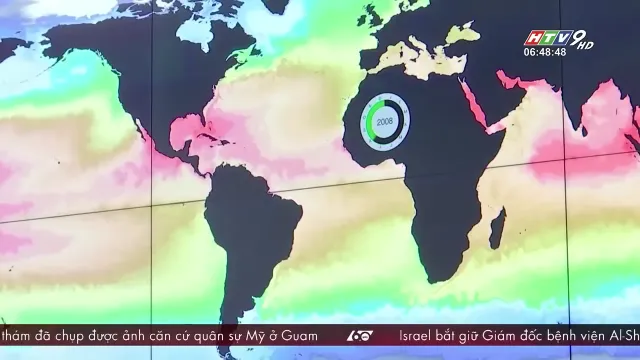 HTV9 HD
06:48:48
2008
thám đã chụp được ảnh căn cứ quân sự Mỹ ở Guam 60 Israel bắt giữ Giám đốc bệnh viện Al-Sh